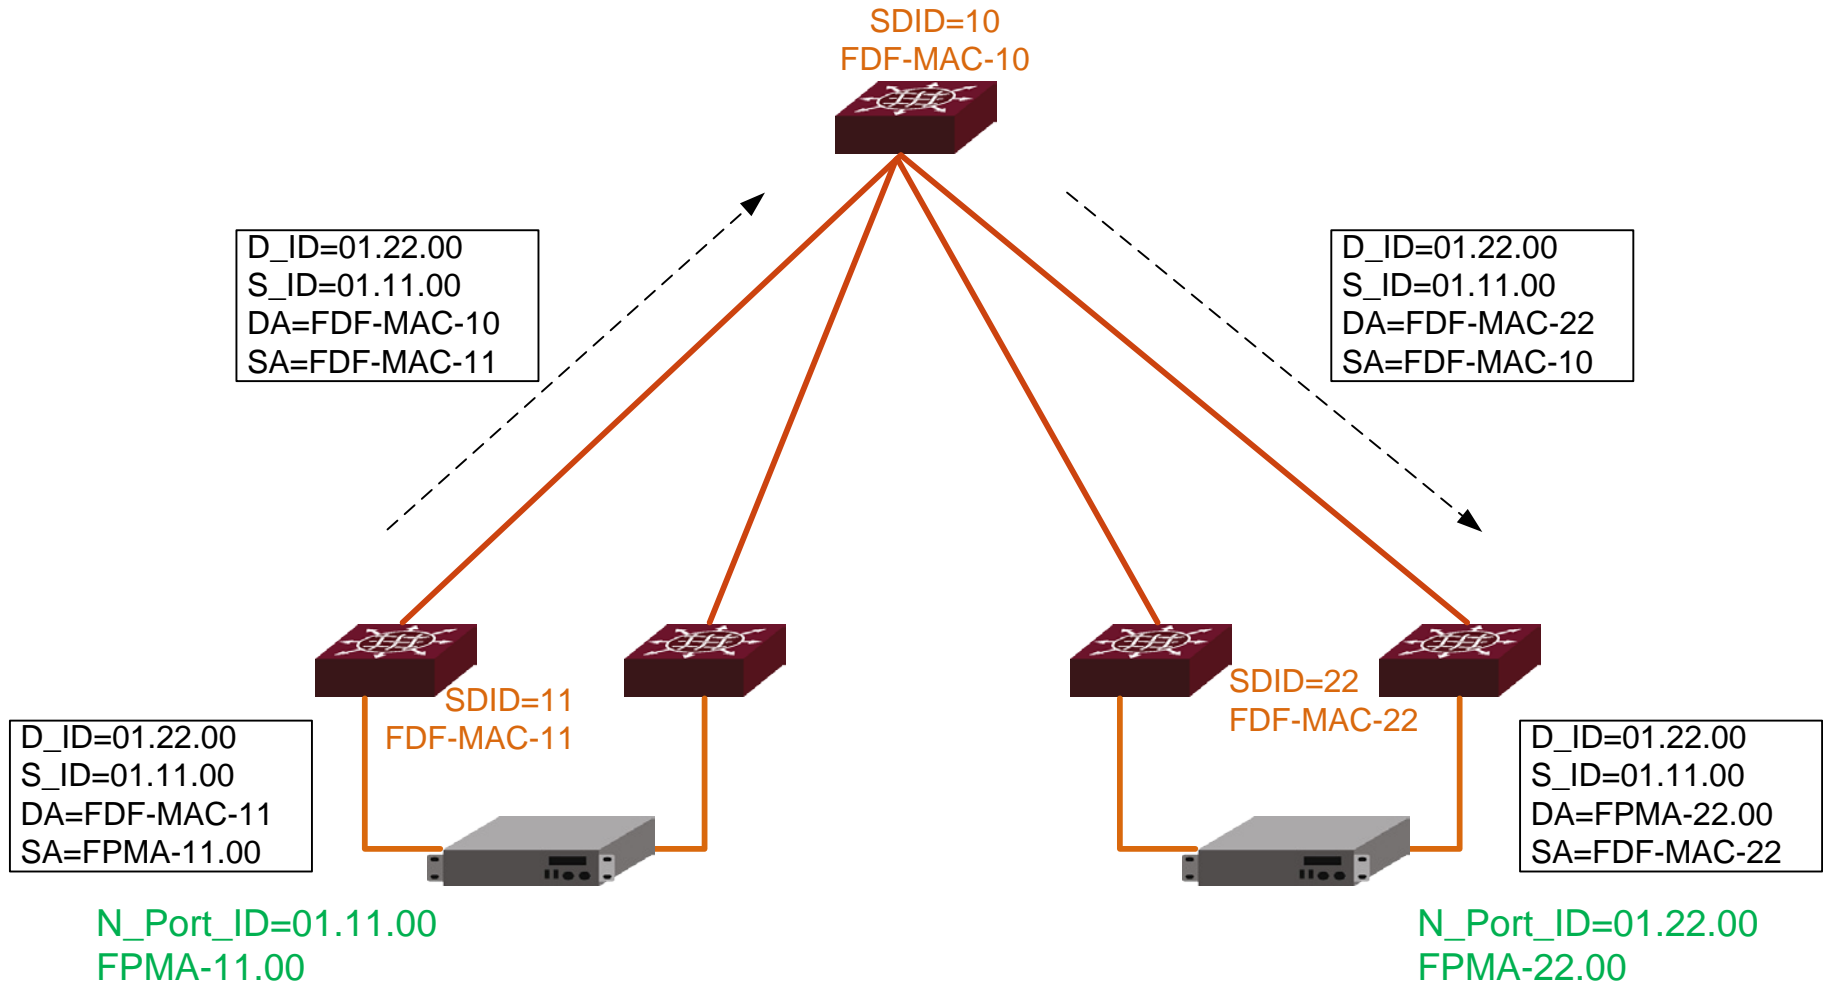 SDID=10
FDF-MAC-10
D_ID=01.22.00
S_ID=01.11.00
DA=FDF-MAC-10
SA=FDF-MAC-11
D_ID=01.22.00
S_ID=01.11.00
DA=FDF-MAC-22
SA=FDF-MAC-10
SDID=11
FDF-MAC-11
SDID=22
FDF-MAC-22
D_ID=01.22.00
S_ID=01.11.00
DA=FDF-MAC-11
SA=FPMA-11.00
D_ID=01.22.00
S_ID=01.11.00
DA=FPMA-22.00
SA=FDF-MAC-22
N_Port_ID=01.11.00
FPMA-11.00
N_Port_ID=01.22.00
FPMA-22.00